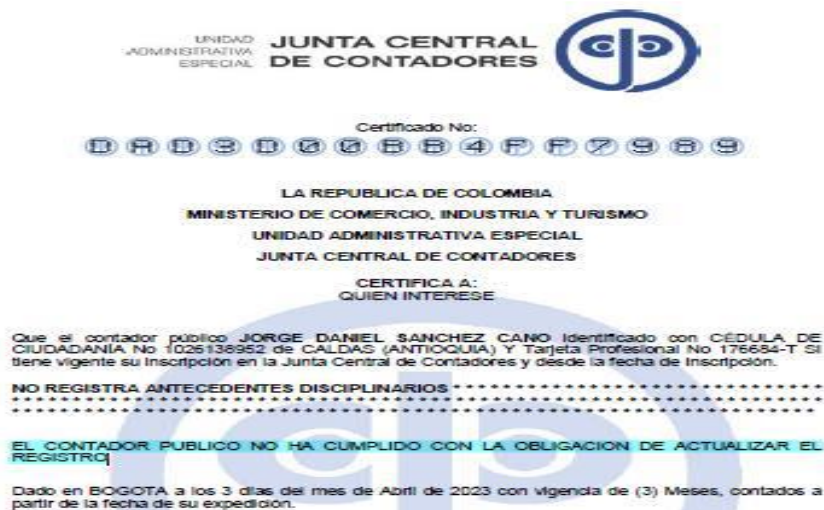 UNIDAD
ADMINISTRATIVA
ESPECIAL
JUNTA CENTRAL
DE CONTADORES
Certificado No:
LA REPUBLICA DE COLOMBIA
MINISTERIO DE COMERCIO, INDUSTRIA Y TURISMO
UNIDAD ADMINISTRATIVA ESPECIAL
JUNTA CENTRAL DE CONTADORES
CERTIFICA A:
QUIEN INTERESE
Que el contador público JORGE DANIEL SANCHEZ CANO identificado con CÉDULA DE
CIUDADANÍA No 1026138952 de CALDAS (ANTIOQUIA) Y Tarjeta Profesional No 176684-T SI
tiene vigente su inscripción en la Junta Central de Contadores y desde la fecha de Inscripción.
NO REGISTRA ANTECEDENTES DISCIPLINARIOS
EL CONTADOR PUBLICO NO HA CUMPLIDO CON LA OBLIGACION DE ACTUALIZAR EL
REGISTRO
Dado en BOGOTA a los 3 días del mes de Abril de 2023 con vigencia de (3) Meses, contados a
partir de la fecha de su expedición.